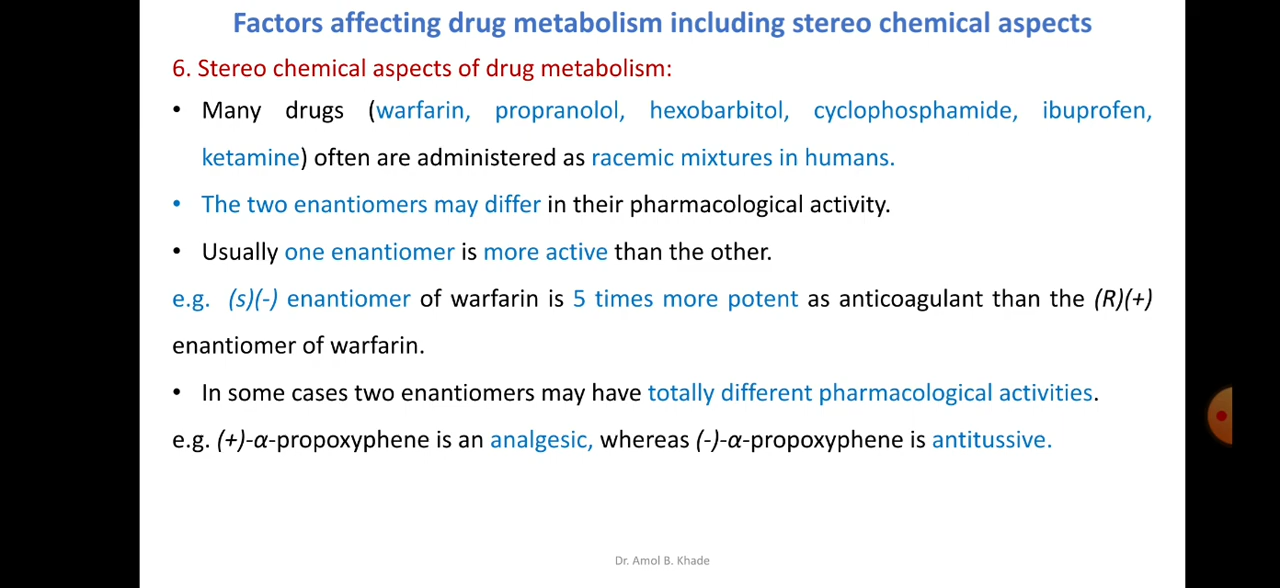 Factors affecting drug metabolism including stereo chemical aspects
6. Stereo chemical aspects of drug metabolism:
• Many drugs (warfarin, propranolol, hexobarbitol, cyclophosphamide, ibuprofen,
ketamine) often are administered as racemic mixtures in humans.
• The two enantiomers may differ in their pharmacological activity.
• Usually one enantiomer is more active than the other.
e.g. (s)(-) enantiomer of warfarin is 5 times more potent as anticoagulant than the (R)(+)
enantiomer of warfarin.
• In some cases two enantiomers may have totally different pharmacological activities.
e.g. (+)-α-propoxyphene is an analgesic, whereas (-)-α-propoxyphene is antitussive.
Dr. Amol B. Khade